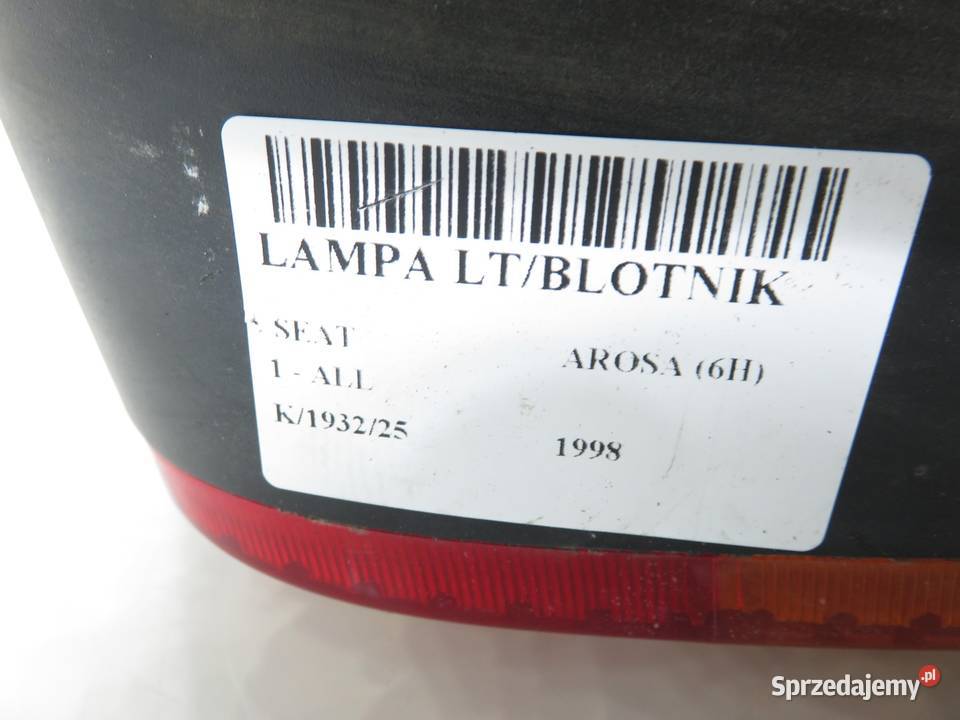 LAMPA LT/BLOTNIK
SEAT
AROSA (6H)
1 - ALL
K/1932/25
1998
Sprzedajemy.pl